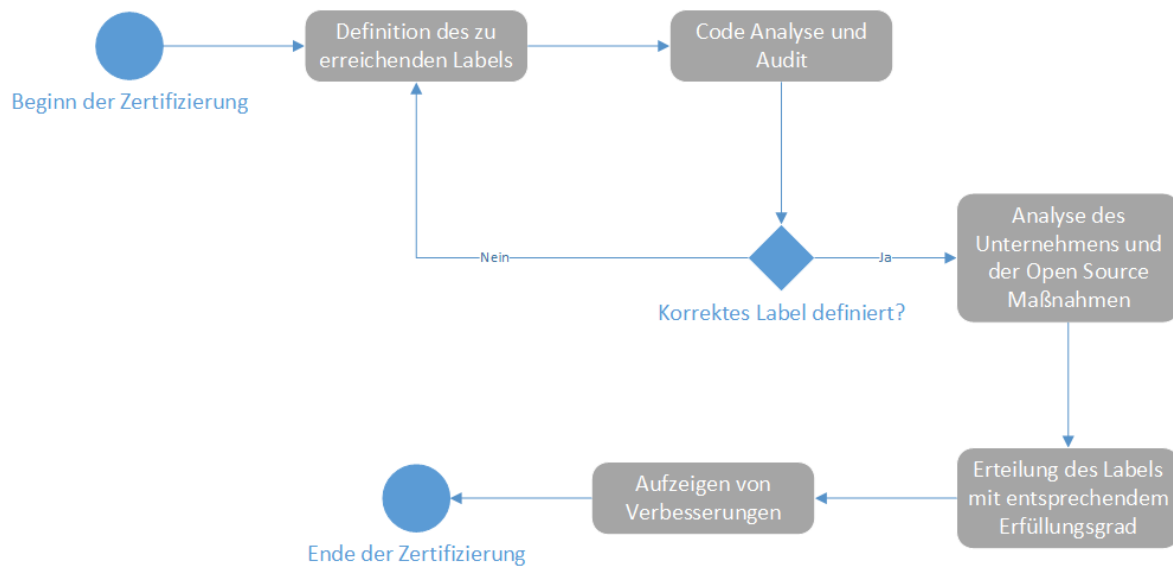 Definition des zu
erreichenden Labels
Code Analyse und
Audit
Beginn der Zertifizierung
Nein
Ja
Korrektes Label definiert?
Analyse des
Unternehmens und
der Open Source
Maßnahmen
Erteilung des Labels
mit entsprechendem
Erfüllungsgrad
Aufzeigen von
Verbesserungen
Ende der Zertifizierung